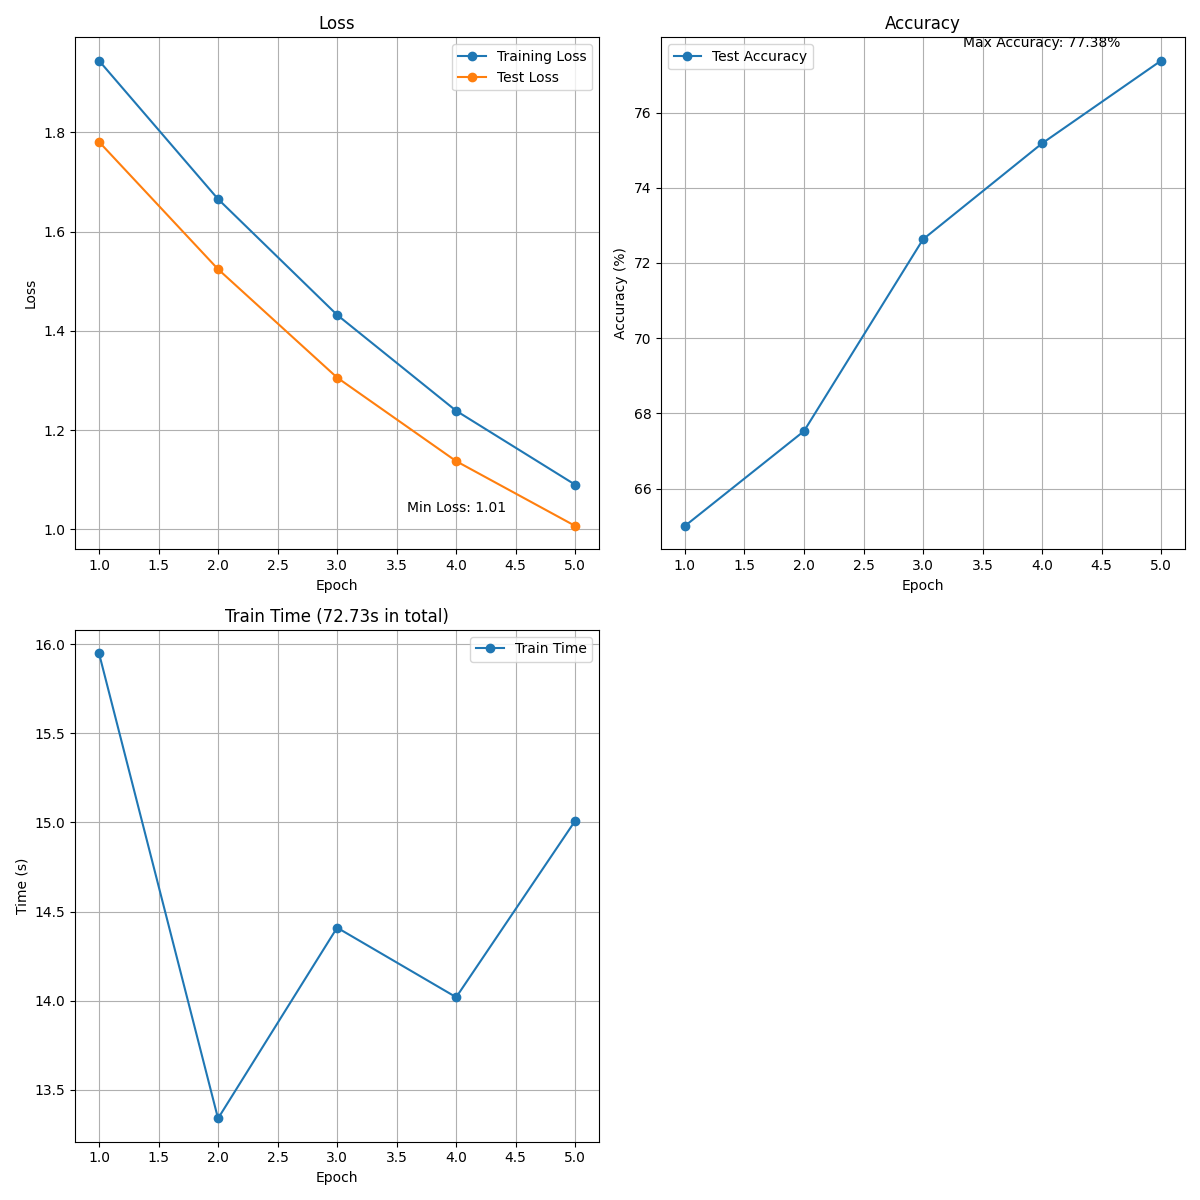 Loss
Training Loss
Test Loss
Loss
1.8
1.6
1.4
1.2
1.0
Min Loss: 1.01
1.0 1.5 2.0 2.5 3.0 3.5 4.0 4.5 5.0
Epoch
Accuracy
Max Accuracy: 77.38%
Test Accuracy
Accuracy (%)
76
74
72
70
68
66
1.0 1.5 2.0 2.5 3.0 3.5 4.0 4.5 5.0
Epoch
Train Time (72.73s in total)
Train Time
Time (s)
16.0
15.5
15.0
14.5
14.0
13.5
1.0 1.5 2.0 2.5 3.0 3.5 4.0 4.5 5.0
Epoch